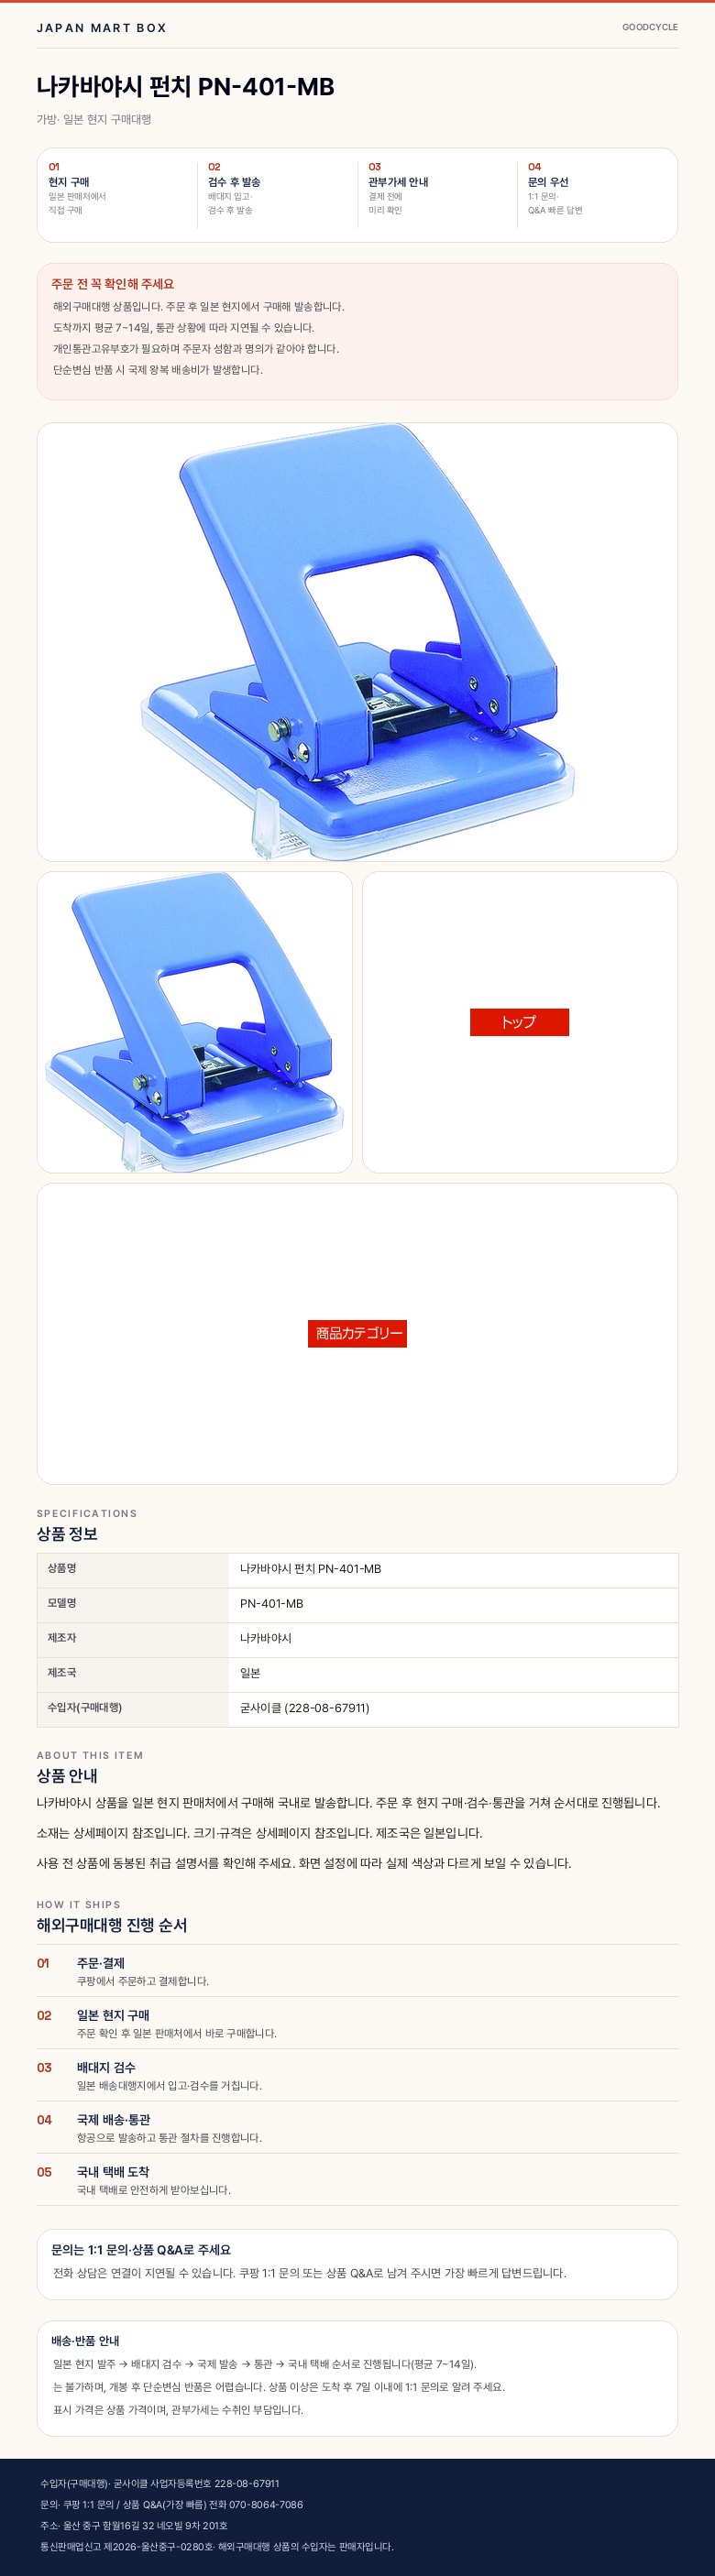 JAPAN MART BOX
GOODCYCLE
나카바야시 펀치 PN-401-MB
가방· 일본 현지 구매대행
01
현지 구매
일본 판매처에서
직접 구매
02
검수 후 발송
배대지 입고·
검수 후 발송
03
관부가세 안내
결제 전에
미리 확인
04
문의 우선
1:1 문의·
Q&A 빠른 답변
주문 전 꼭 확인해 주세요
해외구매대행 상품입니다. 주문 후 일본 현지에서 구매해 발송합니다.
도착까지 평균 7~14일, 통관 상황에 따라 지연될 수 있습니다.
개인통관고유부호가 필요하며 주문자 성함과 명의가 같아야 합니다.
단순변심 반품 시 국제 왕복 배송비가 발생합니다.
トップ
商品カテゴリー
SPECIFICATIONS
상품 정보
상품명 나카바야시 펀치 PN-401-MB
모델명 PN-401-MB
제조자 나카바야시
제조국 일본
수입자(구매대행) 굳사이클 (228-08-67911)
ABOUT THIS ITEM
상품 안내
나카바야시 상품을 일본 현지 판매처에서 구매해 국내로 발송합니다. 주문 후 현지 구매·검수·통관을 거쳐 순서대로 진행됩니다.
소재는 상세페이지 참조입니다. 크기·규격은 상세페이지 참조입니다. 제조국은 일본입니다.
사용 전 상품에 동봉된 취급 설명서를 확인해 주세요. 화면 설정에 따라 실제 색상과 다르게 보일 수 있습니다.
HOW IT SHIPS
해외구매대행 진행 순서
01 주문·결제
쿠팡에서 주문하고 결제합니다.
02 일본 현지 구매
주문 확인 후 일본 판매처에서 바로 구매합니다.
03 배대지 검수
일본 배송대행지에서 입고·검수를 거칩니다.
04 국제 배송·통관
항공으로 발송하고 통관 절차를 진행합니다.
05 국내 택배 도착
국내 택배로 안전하게 받아보십니다.
문의는 1:1 문의·상품 Q&A로 주세요
전화 상담은 연결이 지연될 수 있습니다. 쿠팡 1:1 문의 또는 상품 Q&A로 남겨 주시면 가장 빠르게 답변드립니다.
배송·반품 안내
일본 현지 발주 → 배대지 검수 → 국제 발송 → 통관 → 국내 택배 순서로 진행됩니다(평균 7~14일).
는 불가하며, 개봉 후 단순변심 반품은 어렵습니다. 상품 이상은 도착 후 7일 이내에 1:1 문의로 알려 주세요.
표시 가격은 상품 가격이며, 관부가세는 수취인 부담입니다.
수입자(구매대행)· 굳사이클 사업자등록번호 228-08-67911
문의· 쿠팡 1:1 문의 / 상품 Q&A(가장 빠름) 전화 070-8064-7086
주소· 울산 중구 함월16길 32 네오빌 9차 201호
통신판매업신고 제2026-울산중구-0280호· 해외구매대행 상품의 수입자는 판매자입니다.